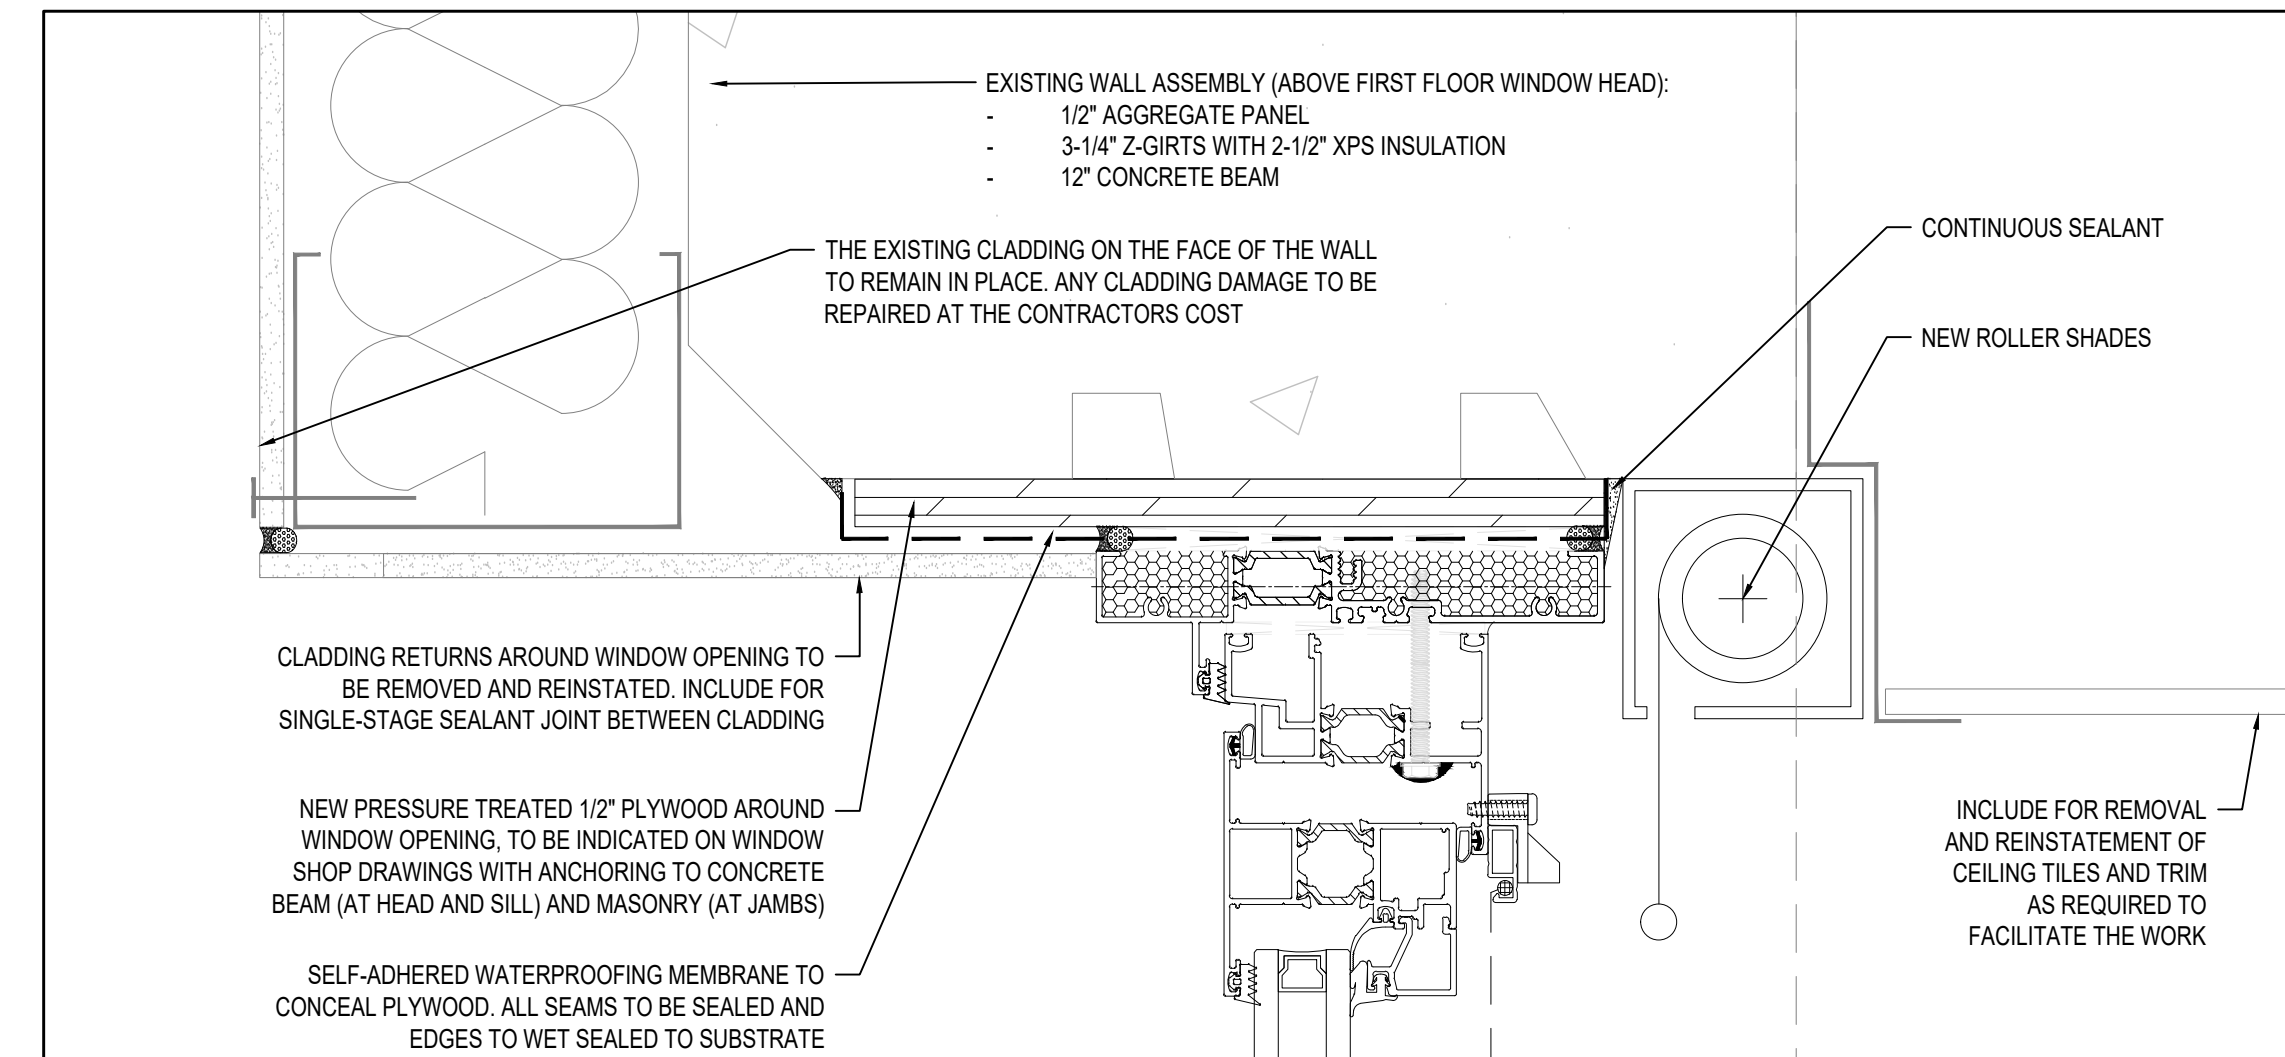 EXISTING WALL ASSEMBLY (ABOVE FIRST FLOOR WINDOW HEAD):
- 1/2" AGGREGATE PANEL
- 3-1/4" Z-GIRTS WITH 2-1/2" XPS INSULATION
- 12" CONCRETE BEAM
THE EXISTING CLADDING ON THE FACE OF THE WALL
TO REMAIN IN PLACE. ANY CLADDING DAMAGE TO BE
REPAIRED AT THE CONTRACTORS COST
CONTINUOUS SEALANT
NEW ROLLER SHADES
CLADDING RETURNS AROUND WINDOW OPENING TO
BE REMOVED AND REINSTATED. INCLUDE FOR
SINGLE-STAGE SEALANT JOINT BETWEEN CLADDING
NEW PRESSURE TREATED 1/2" PLYWOOD AROUND
WINDOW OPENING, TO BE INDICATED ON WINDOW
SHOP DRAWINGS WITH ANCHORING TO CONCRETE
BEAM (AT HEAD AND SILL) AND MASONRY (AT JAMBS)
SELF-ADHERED WATERPROOFING MEMBRANE TO
CONCEAL PLYWOOD. ALL SEAMS TO BE SEALED AND
EDGES TO WET SEALED TO SUBSTRATE
INCLUDE FOR REMOVAL
AND REINSTATEMENT OF
CEILING TILES AND TRIM
AS REQUIRED TO
FACILITATE THE WORK